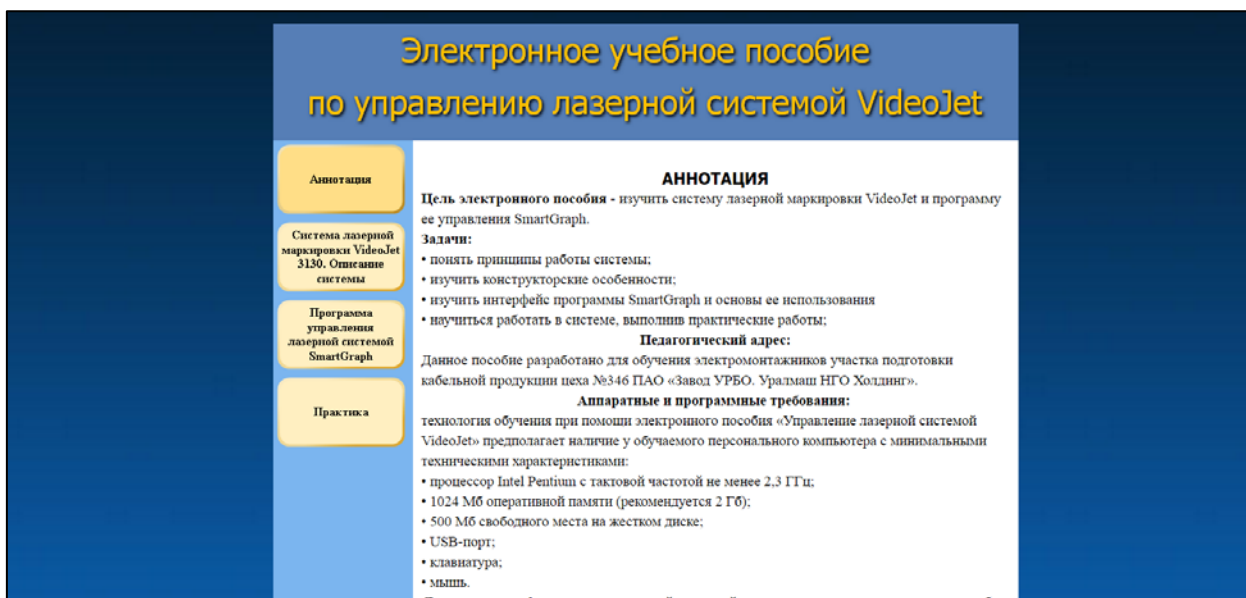 Электронное учебное пособие
по управлению лазерной системой VideoJet
Аннотация
Система лазерной
маркировки VideoJet
3130. Описание
системы
Программа
управления
лазерной системой
SmartGraph
Практика
АННОТАЦИЯ
Цель электронного пособия - изучить систему лазерной маркировки VideoJet и программу
ее управления SmartGraph.
Задачи:
• понять принципы работы системы;
• изучить конструкторские особенности;
• изучить интерфейс программы SmartGraph и основы ее использования
• научиться работать в системе, выполнив практические работы;
Педагогический адрес:
Данное пособие разработано для обучения электромонтажников участка подготовки
кабельной продукции цеха №346 ПАО «Завод УРБО. Уралмаш НГО Холдинг».
Аппаратные и программные требования:
технология обучения при помощи электронного пособия «Управление лазерной системой
VideoJet» предполагает наличие у обучаемого персонального компьютера с минимальными
техническими характеристиками:
• процессор Intel Pentium с тактовой частотой не менее 2,3 ГГц;
• 1024 Мб оперативной памяти (рекомендуется 2 Гб);
• 500 Мб свободного места на жестком диске;
• USB-порт;
• клавиатура;
• мышь.